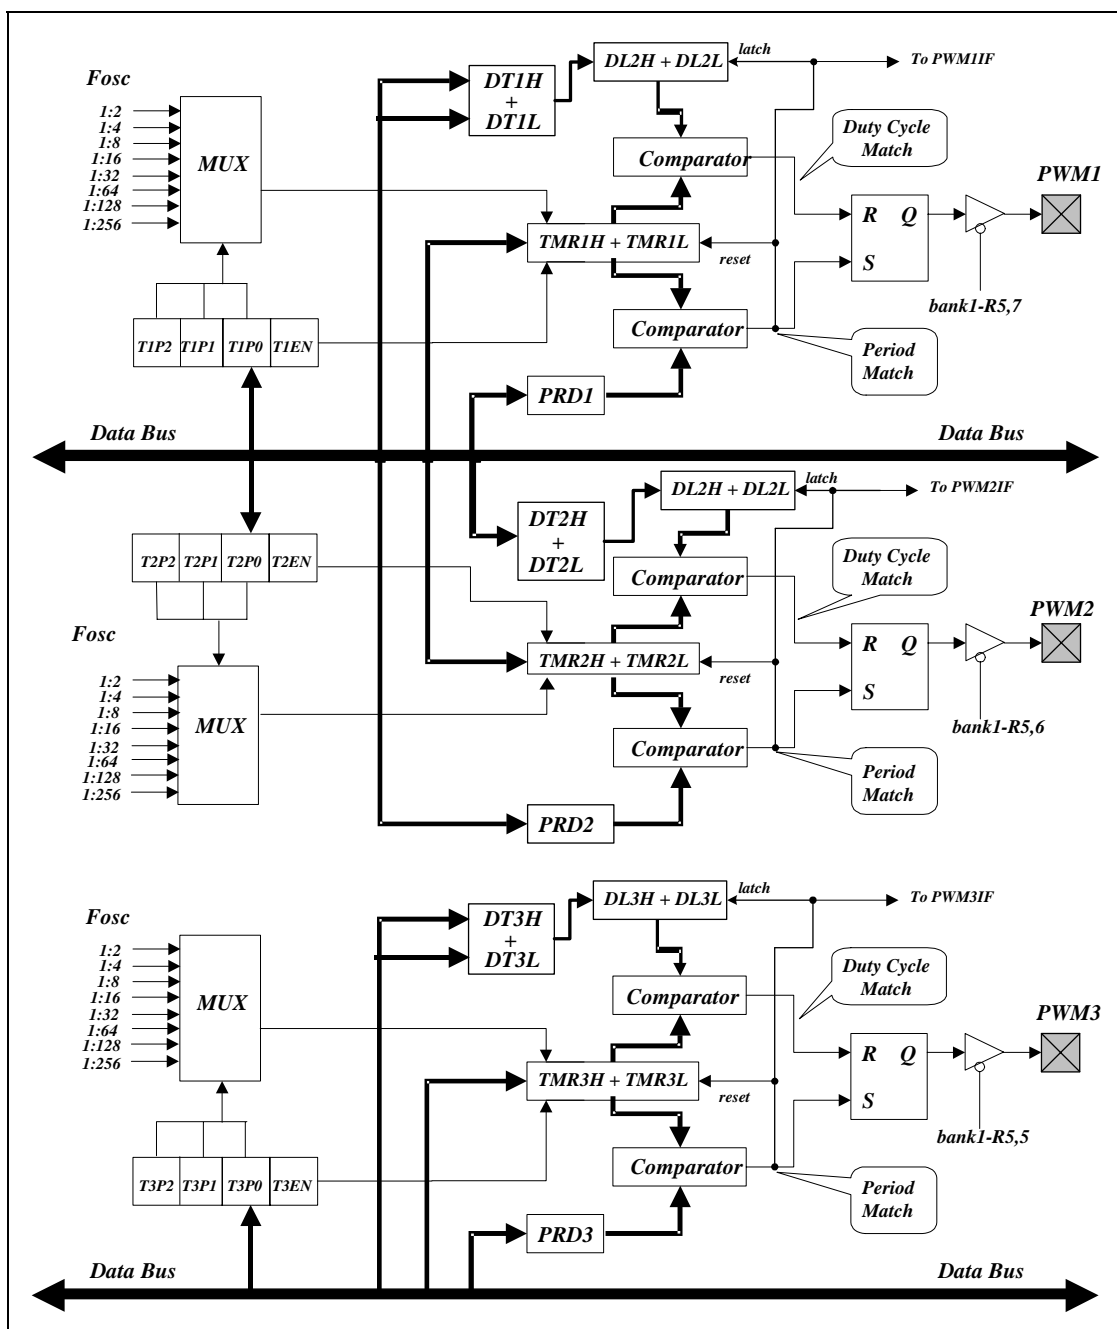 Fosc
1:2
1:4
1:8
1:16
1:32
1:64
1:128
1:256
MUX
T1P2 T1P1 T1P0 T1EN
DT1H
+
DT1L
DL2H + DL2L
latch
To PWM1IF
Comparator
Duty Cycle
Match
TMR1H + TMR1L
reset
Comparator
Period
Match
PRD1
R Q
S
PWM1
bank1-R5,7
Data Bus
Data Bus
T2P2 T2P1 T2P0 T2EN
Fosc
1:2
1:4
1:8
1:16
1:32
1:64
1:128
1:256
MUX
DT2H
+
DT2L
DL2H + DL2L
latch
To PWM2IF
Comparator
Duty Cycle
Match
TMR2H + TMR2L
reset
Comparator
Period
Match
PRD2
R Q
S
PWM2
bank1-R5,6
Fosc
1:2
1:4
1:8
1:16
1:32
1:64
1:128
1:256
MUX
T3P2 T3P1 T3P0 T3EN
DT3H
+
DT3L
DL3H + DL3L
latch
To PWM3IF
Comparator
Duty Cycle
Match
TMR3H + TMR3L
reset
Comparator
Period
Match
PRD3
R Q
S
PWM3
bank1-R5,5
Data Bus
Data Bus